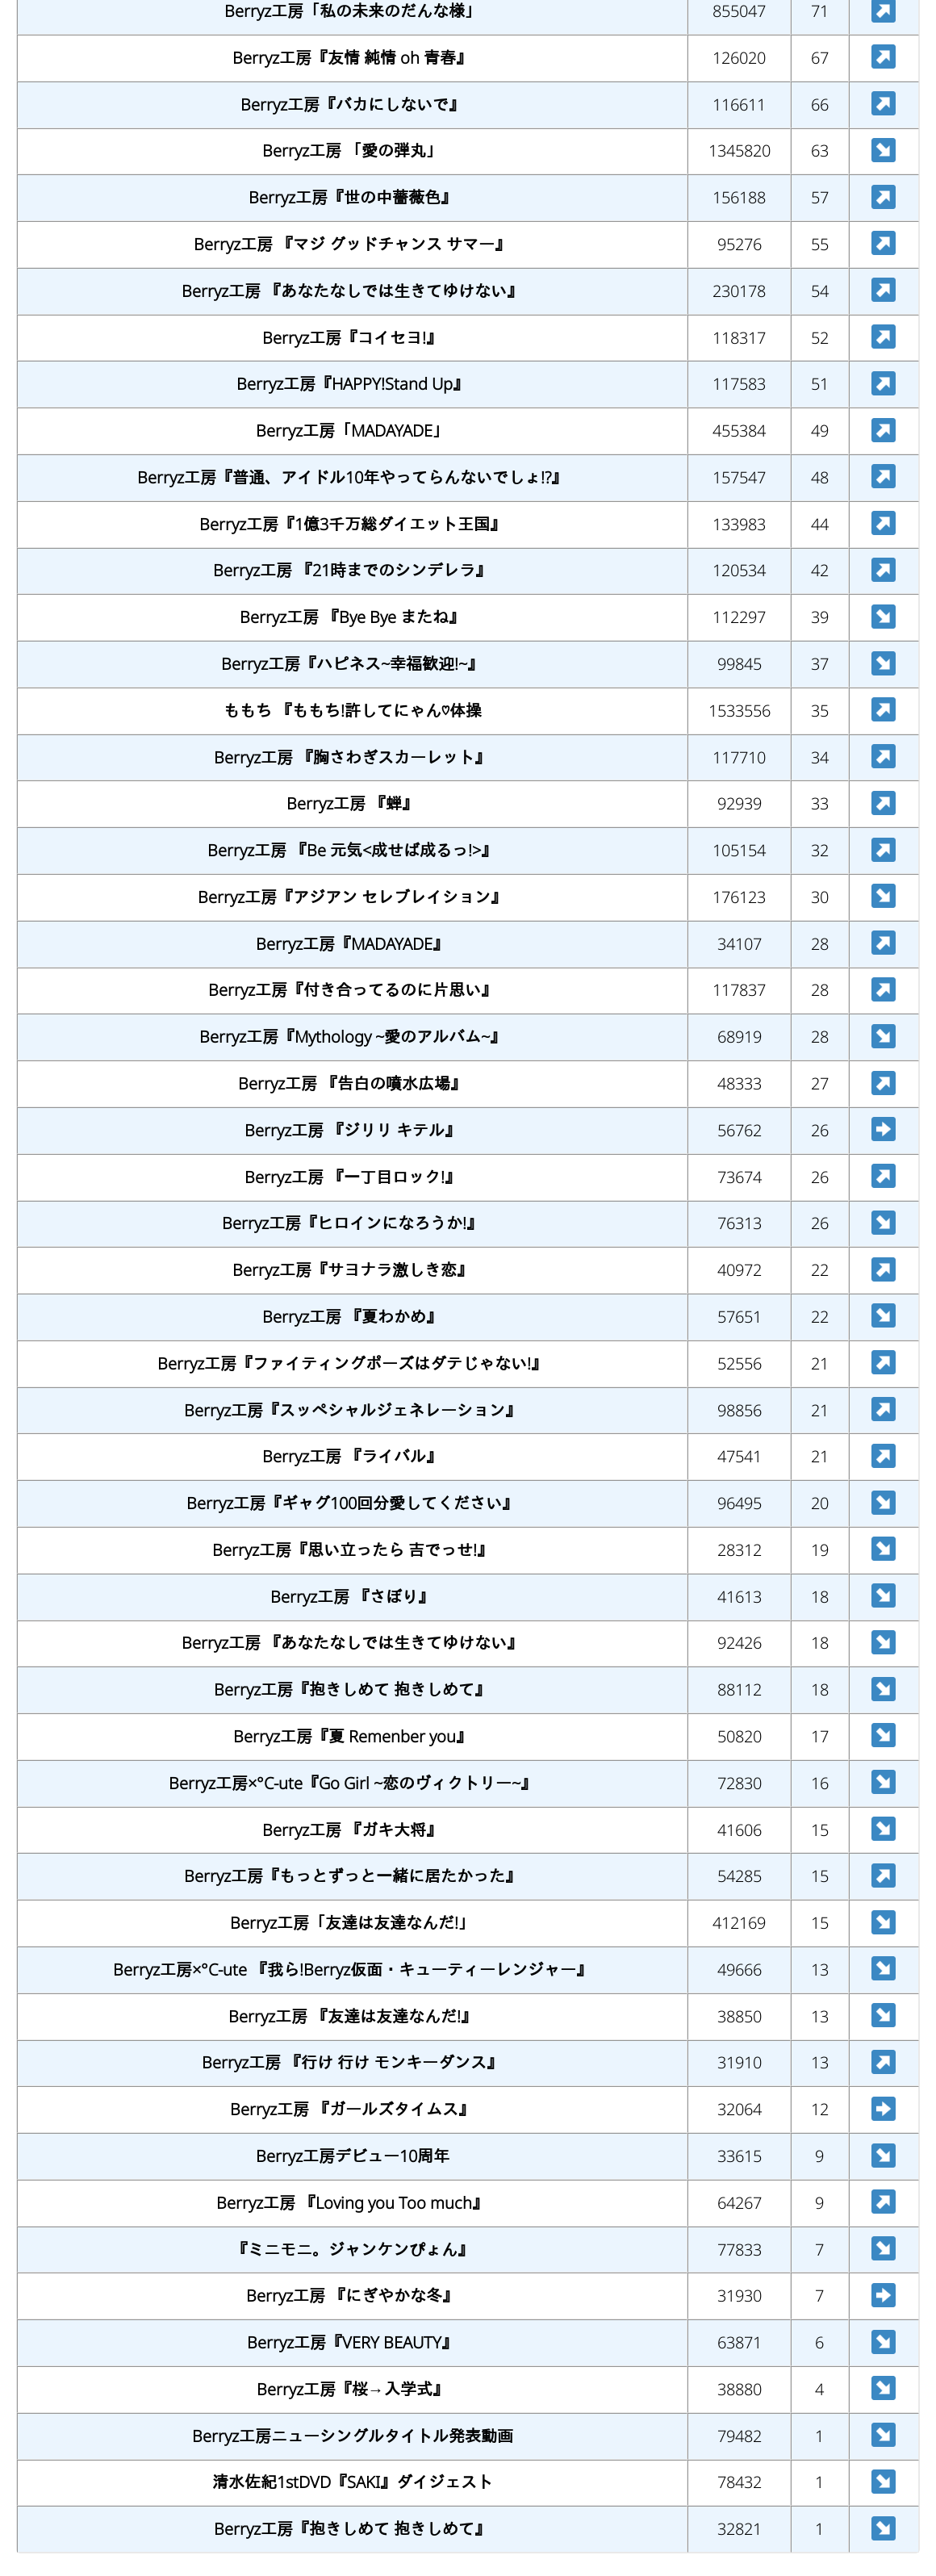 Berryz工房「私の未来のだんな様」 855047 71
Berryz工房『友情 純情 oh 青春』 126020 67
Berryz工房『バカにしないで』 116611 66
Berryz工房 「愛の弾丸」 1345820 63
Berryz工房『世の中薔薇色』 156188 57
Berryz工房 『マジ グッドチャンス サマー』 95276 55
Berryz工房 『あなたなしでは生きてゆけない』 230178 54
Berryz工房『コイセヨ!』 118317 52
Berryz工房『HAPPY!Stand Up』 117583 51
Berryz工房「MADAYADE」 455384 49
Berryz工房『普通、アイドル10年やってらんないでしょ!?』 157547 48
Berryz工房『1億3千万総ダイエット王国』 133983 44
Berryz工房 『21時までのシンデレラ』 120534 42
Berryz工房 『Bye Bye またね』 112297 39
Berryz工房『ハピネス~幸福歓迎!~』 99845 37
ももち 『ももち!許してにゃん♡体操 1533556 35
Berryz工房 『胸さわぎスカーレット』 117710 34
Berryz工房 『蝉』 92939 33
Berryz工房 『Be 元気<成せば成るっ!>』 105154 32
Berryz工房『アジアン セレブレイション』 176123 30
Berryz工房『MADAYADE』 34107 28
Berryz工房『付き合ってるのに片思い』 117837 28
Berryz工房『Mythology ~愛のアルバム~』 68919 28
Berryz工房 『告白の噴水広場』 48333 27
Berryz工房 『ジリリ キテル』 56762 26
Berryz工房 『一丁目ロック!』 73674 26
Berryz工房『ヒロインになろうか!』 76313 26
Berryz工房『サヨナラ激しき恋』 40972 22
Berryz工房 『夏わかめ』 57651 22
Berryz工房『ファイティングポーズはダテじゃない!』 52556 21
Berryz工房『スッペシャルジェネレーション』 98856 21
Berryz工房 『ライバル』 47541 21
Berryz工房『ギャグ100回分愛してください』 96495 20
Berryz工房『思い立ったら 吉でっせ!』 28312 19
Berryz工房 『さぼり』 41613 18
Berryz工房 『あなたなしでは生きてゆけない』 92426 18
Berryz工房『抱きしめて 抱きしめて』 88112 18
Berryz工房『夏 Remenber you』 50820 17
Berryz工房×°C-ute『Go Girl ~恋のヴィクトリー~』 72830 16
Berryz工房 『ガキ大将』 41606 15
Berryz工房『もっとずっと一緒に居たかった』 54285 15
Berryz工房「友達は友達なんだ!」 412169 15
Berryz工房×°C-ute 『我ら!Berryz仮面・キューティーレンジャー』 49666 13
Berryz工房 『友達は友達なんだ!』 38850 13
Berryz工房 『行け 行け モンキーダンス』 31910 13
Berryz工房 『ガールズタイムス』 32064 12
Berryz工房デビュー10周年 33615 9
Berryz工房 『Loving you Too much』 64267 9
『ミニモニ。ジャンケンぴょん』 77833 7
Berryz工房 『にぎやかな冬』 31930 7
Berryz工房『VERY BEAUTY』 63871 6
Berryz工房『桜→入学式』 38880 4
Berryz工房ニューシングルタイトル発表動画 79482 1
清水佐紀1stDVD『SAKI』ダイジェスト 78432 1
Berryz工房『抱きしめて 抱きしめて』 32821 1